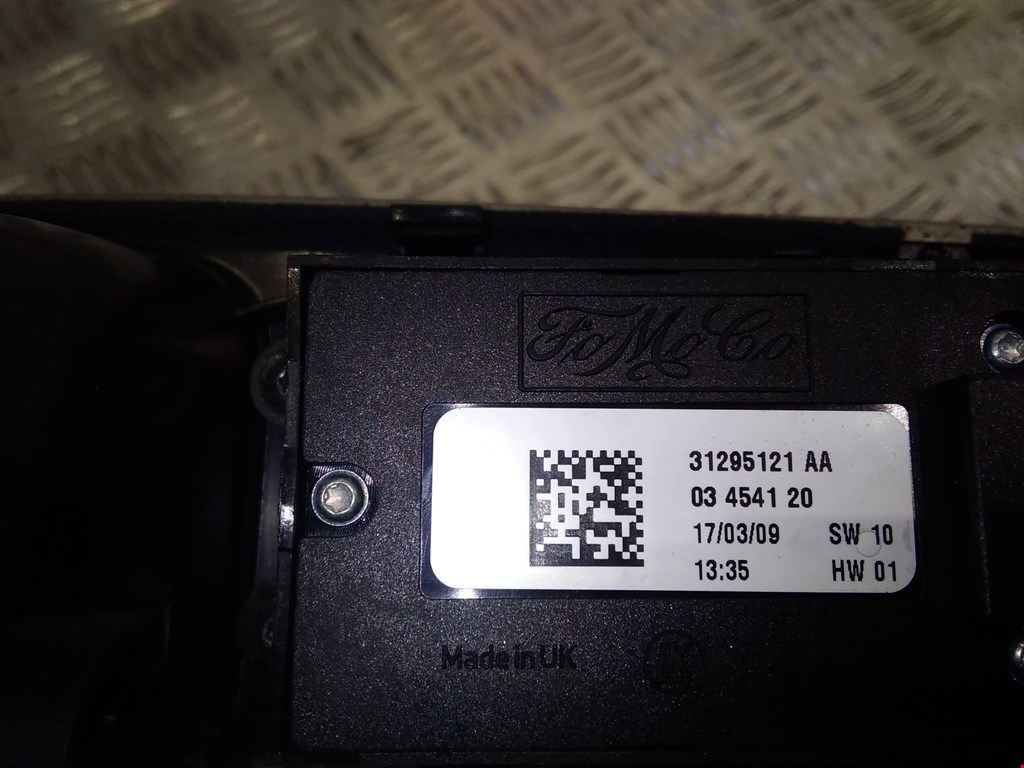 FoMoCo
31295121 AA
03 4541 20
17/03/09 SW 10
13:35 HW 01
Made in UK